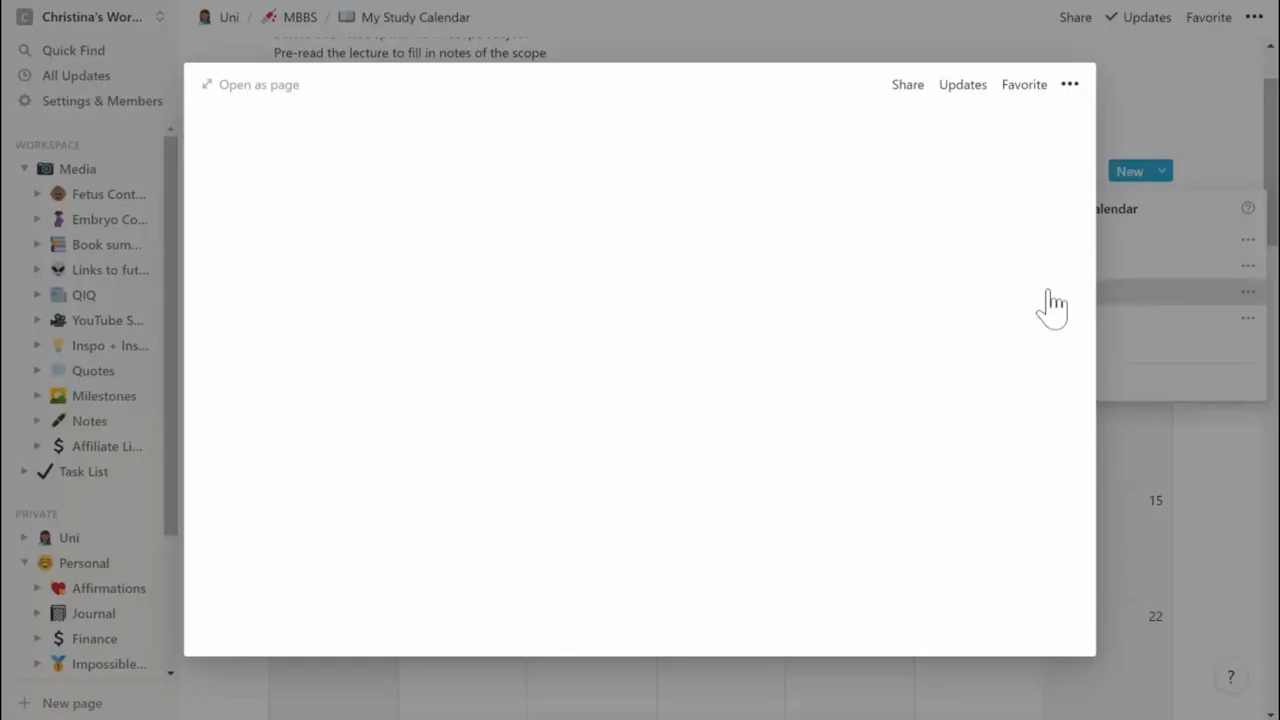 Christina's Wor...
Uni / MBBS / My Study Calendar
Share
Updates
Favorite
Quick Find
All Updates
Settings & Members
Pre-read the lecture to fill in notes of the scope
Open as page
Share
Updates
Favorite
WORKSPACE
Media
Fetus Cont...
Embryo Co...
Book sum...
Links to fut...
QIQ
YouTube S...
Inspo + Ins...
Quotes
Milestones
Notes
Affiliate Li...
Task List
PRIVATE
Uni
Personal
Affirmations
Journal
Finance
Impossible...
New page
New
alendar
15
22
?